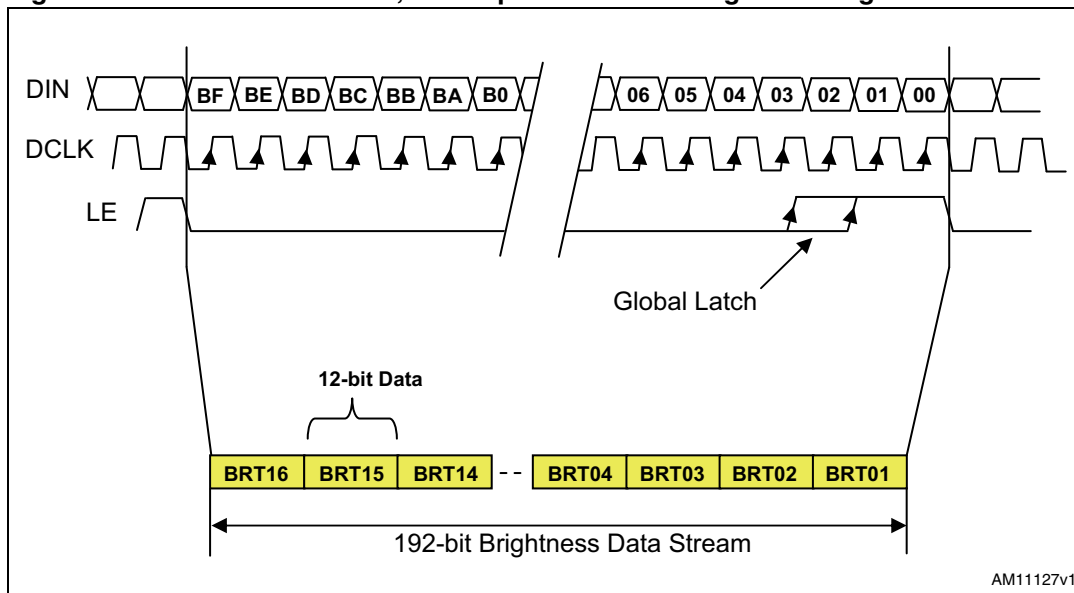 DIN BF BE BD BC BB BA B0 06 05 04 03 02 01 00
DCLK
LE
Global Latch
12-bit Data
BRT16 BRT15 BRT14 - - BRT04 BRT03 BRT02 BRT01
192-bit Brightness Data Stream
AM11127v1